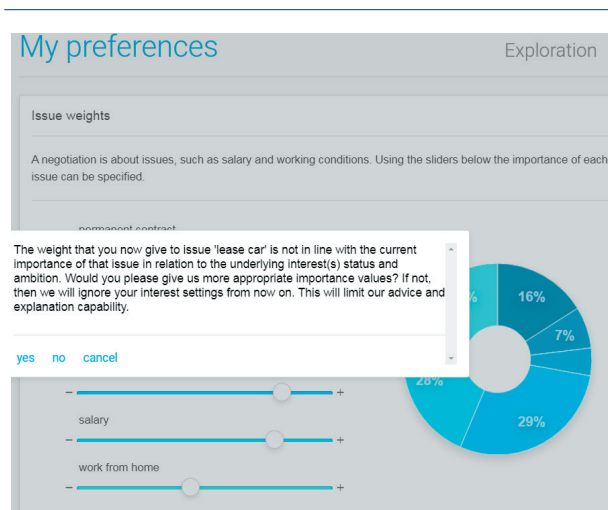 My preferences
Exploration
Issue weights
A negotiation is about issues, such as salary and working conditions. Using the sliders below the importance of each
issue can be specified.
permanent contract
The weight that you now give to issue 'lease car' is not in line with the current
importance of that issue in relation to the underlying interest(s) status and
ambition. Would you please give us more appropriate importance values? If not,
then we will ignore your interest settings from now on. This will limit our advice and
explanation capability.
yes no cancel
16%
%
7%
28%
29%
- +
salary
- +
work from home
- +